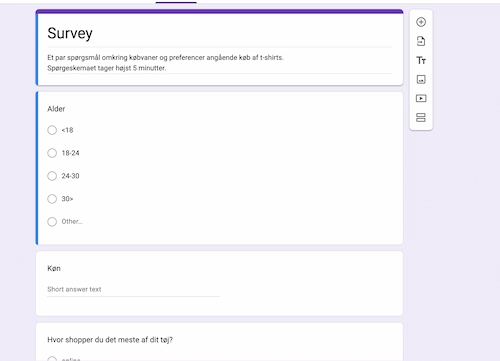 Survey
Et par spørgsmål omkring købvaner og preferencer angående køb af t-shirts.
Spørgeskemaet tager højst 5 minutter.
Alder
<18
18-24
24-30
30>
Other...
Køn
Short answer text
Hvor shopper du det meste af dit tøj?
online